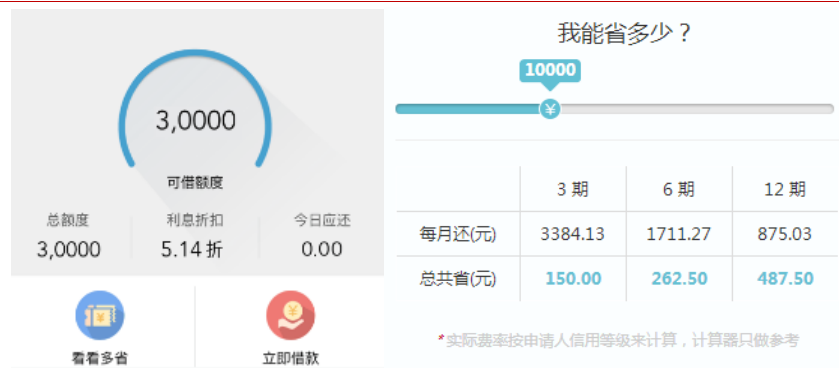 3,0000
可借额度
总额度 利息折扣 今日应还
3,0000 5.14 折 0.00
看看多省 立即借款
我能省多少？
10000
¥
3 期 6 期 12 期
每月还(元) 3384.13 1711.27 875.03
总共省(元) 150.00 262.50 487.50
*实际费率按申请人信用等级来计算，计算器只做参考